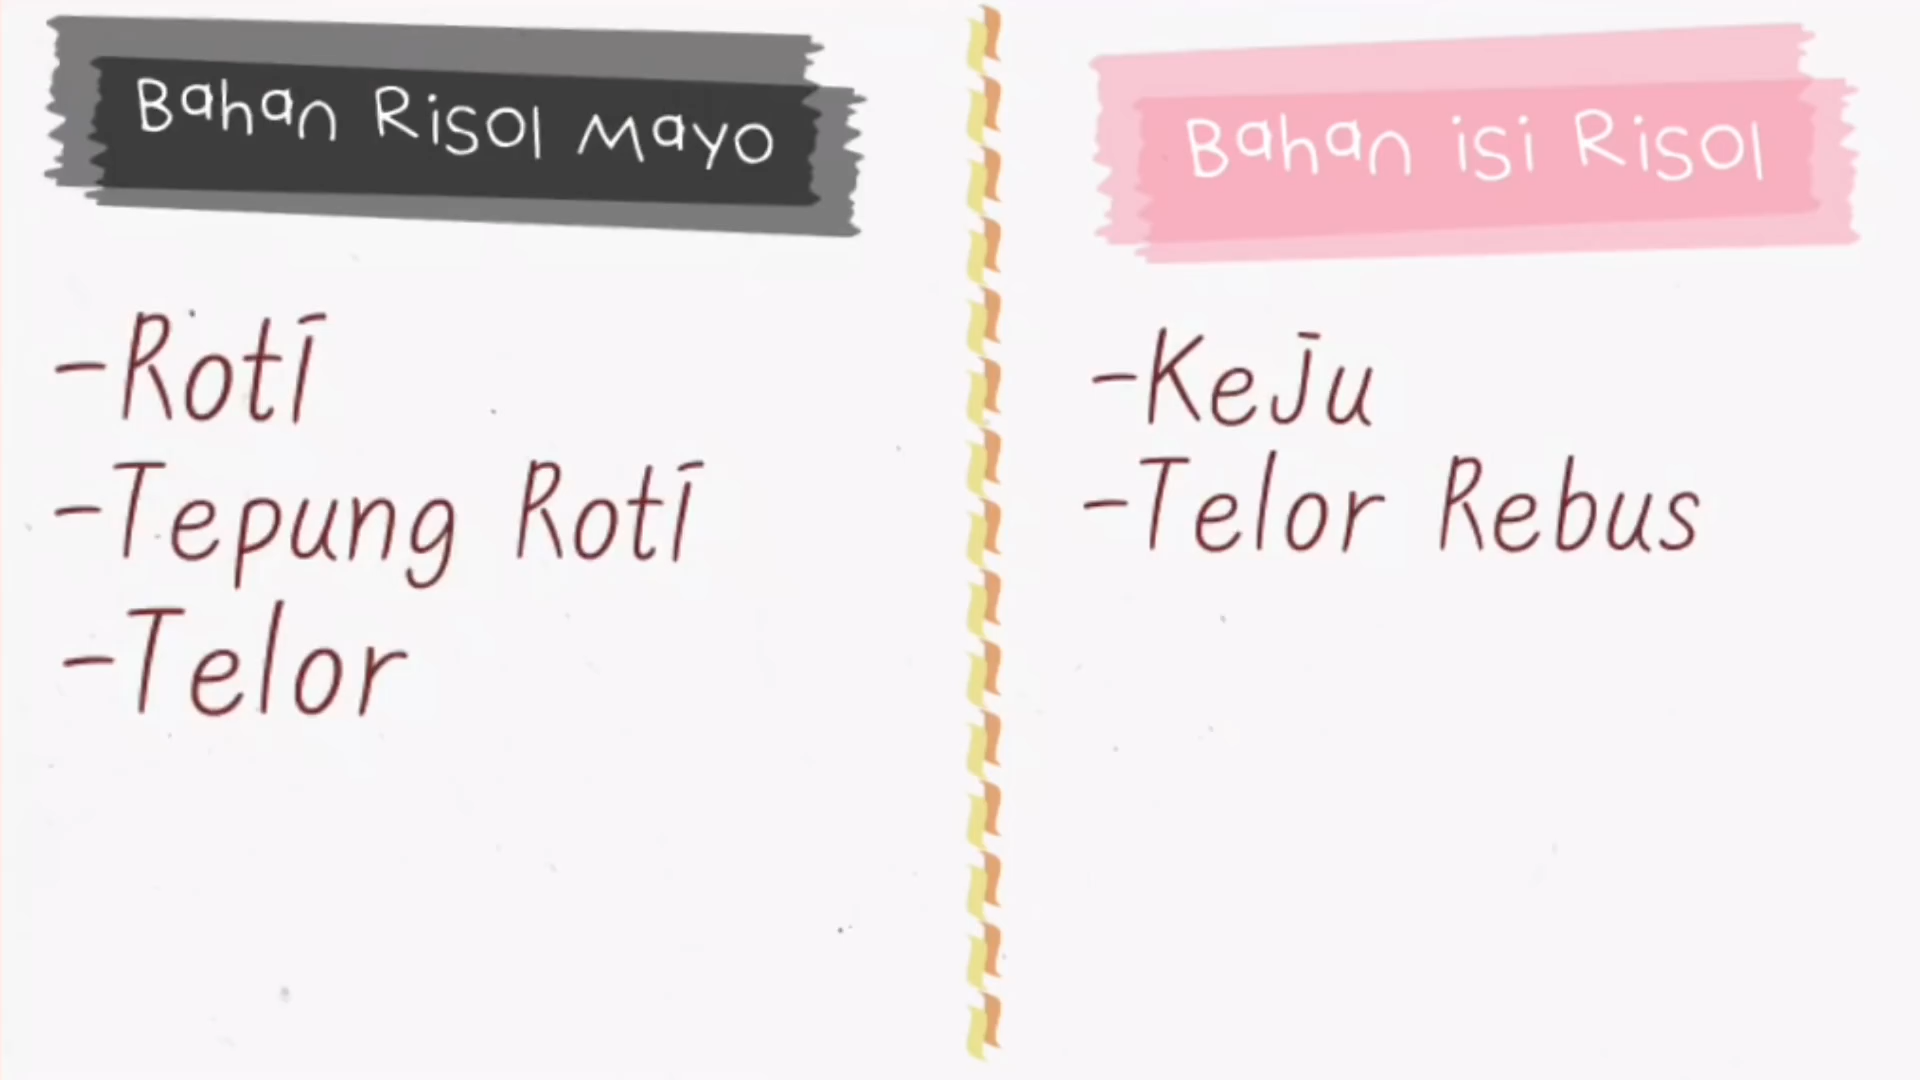 Bahan Risol Mayo
-Roti
-Tepung Roti
-Telor
Bahan isi Risol
-Keju
-Telor Rebus